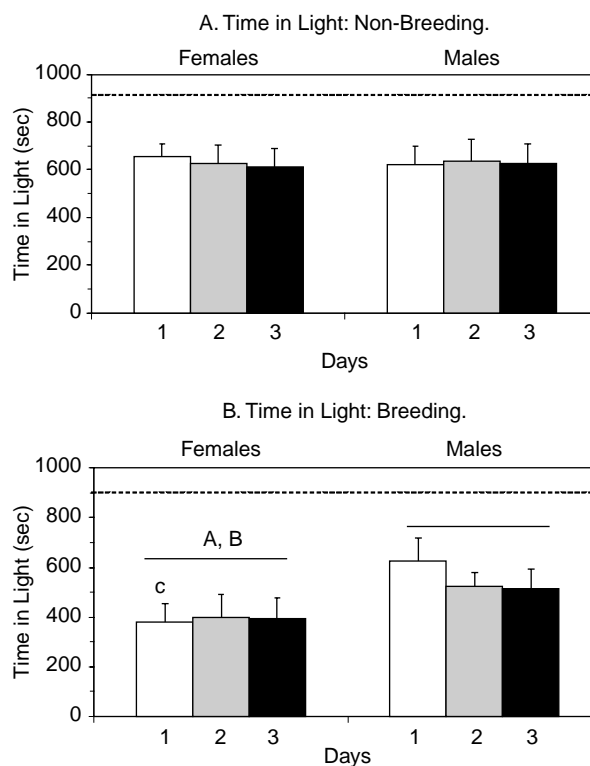 A. Time in Light: Non-Breeding.
Females Males
Time in Light (sec)
1000
800
600
400
200
0
1 2 3 1 2 3
Days
B. Time in Light: Breeding.
Females Males
Time in Light (sec)
1000
800
600
400
200
0
A, B
c
1 2 3 1 2 3
Days